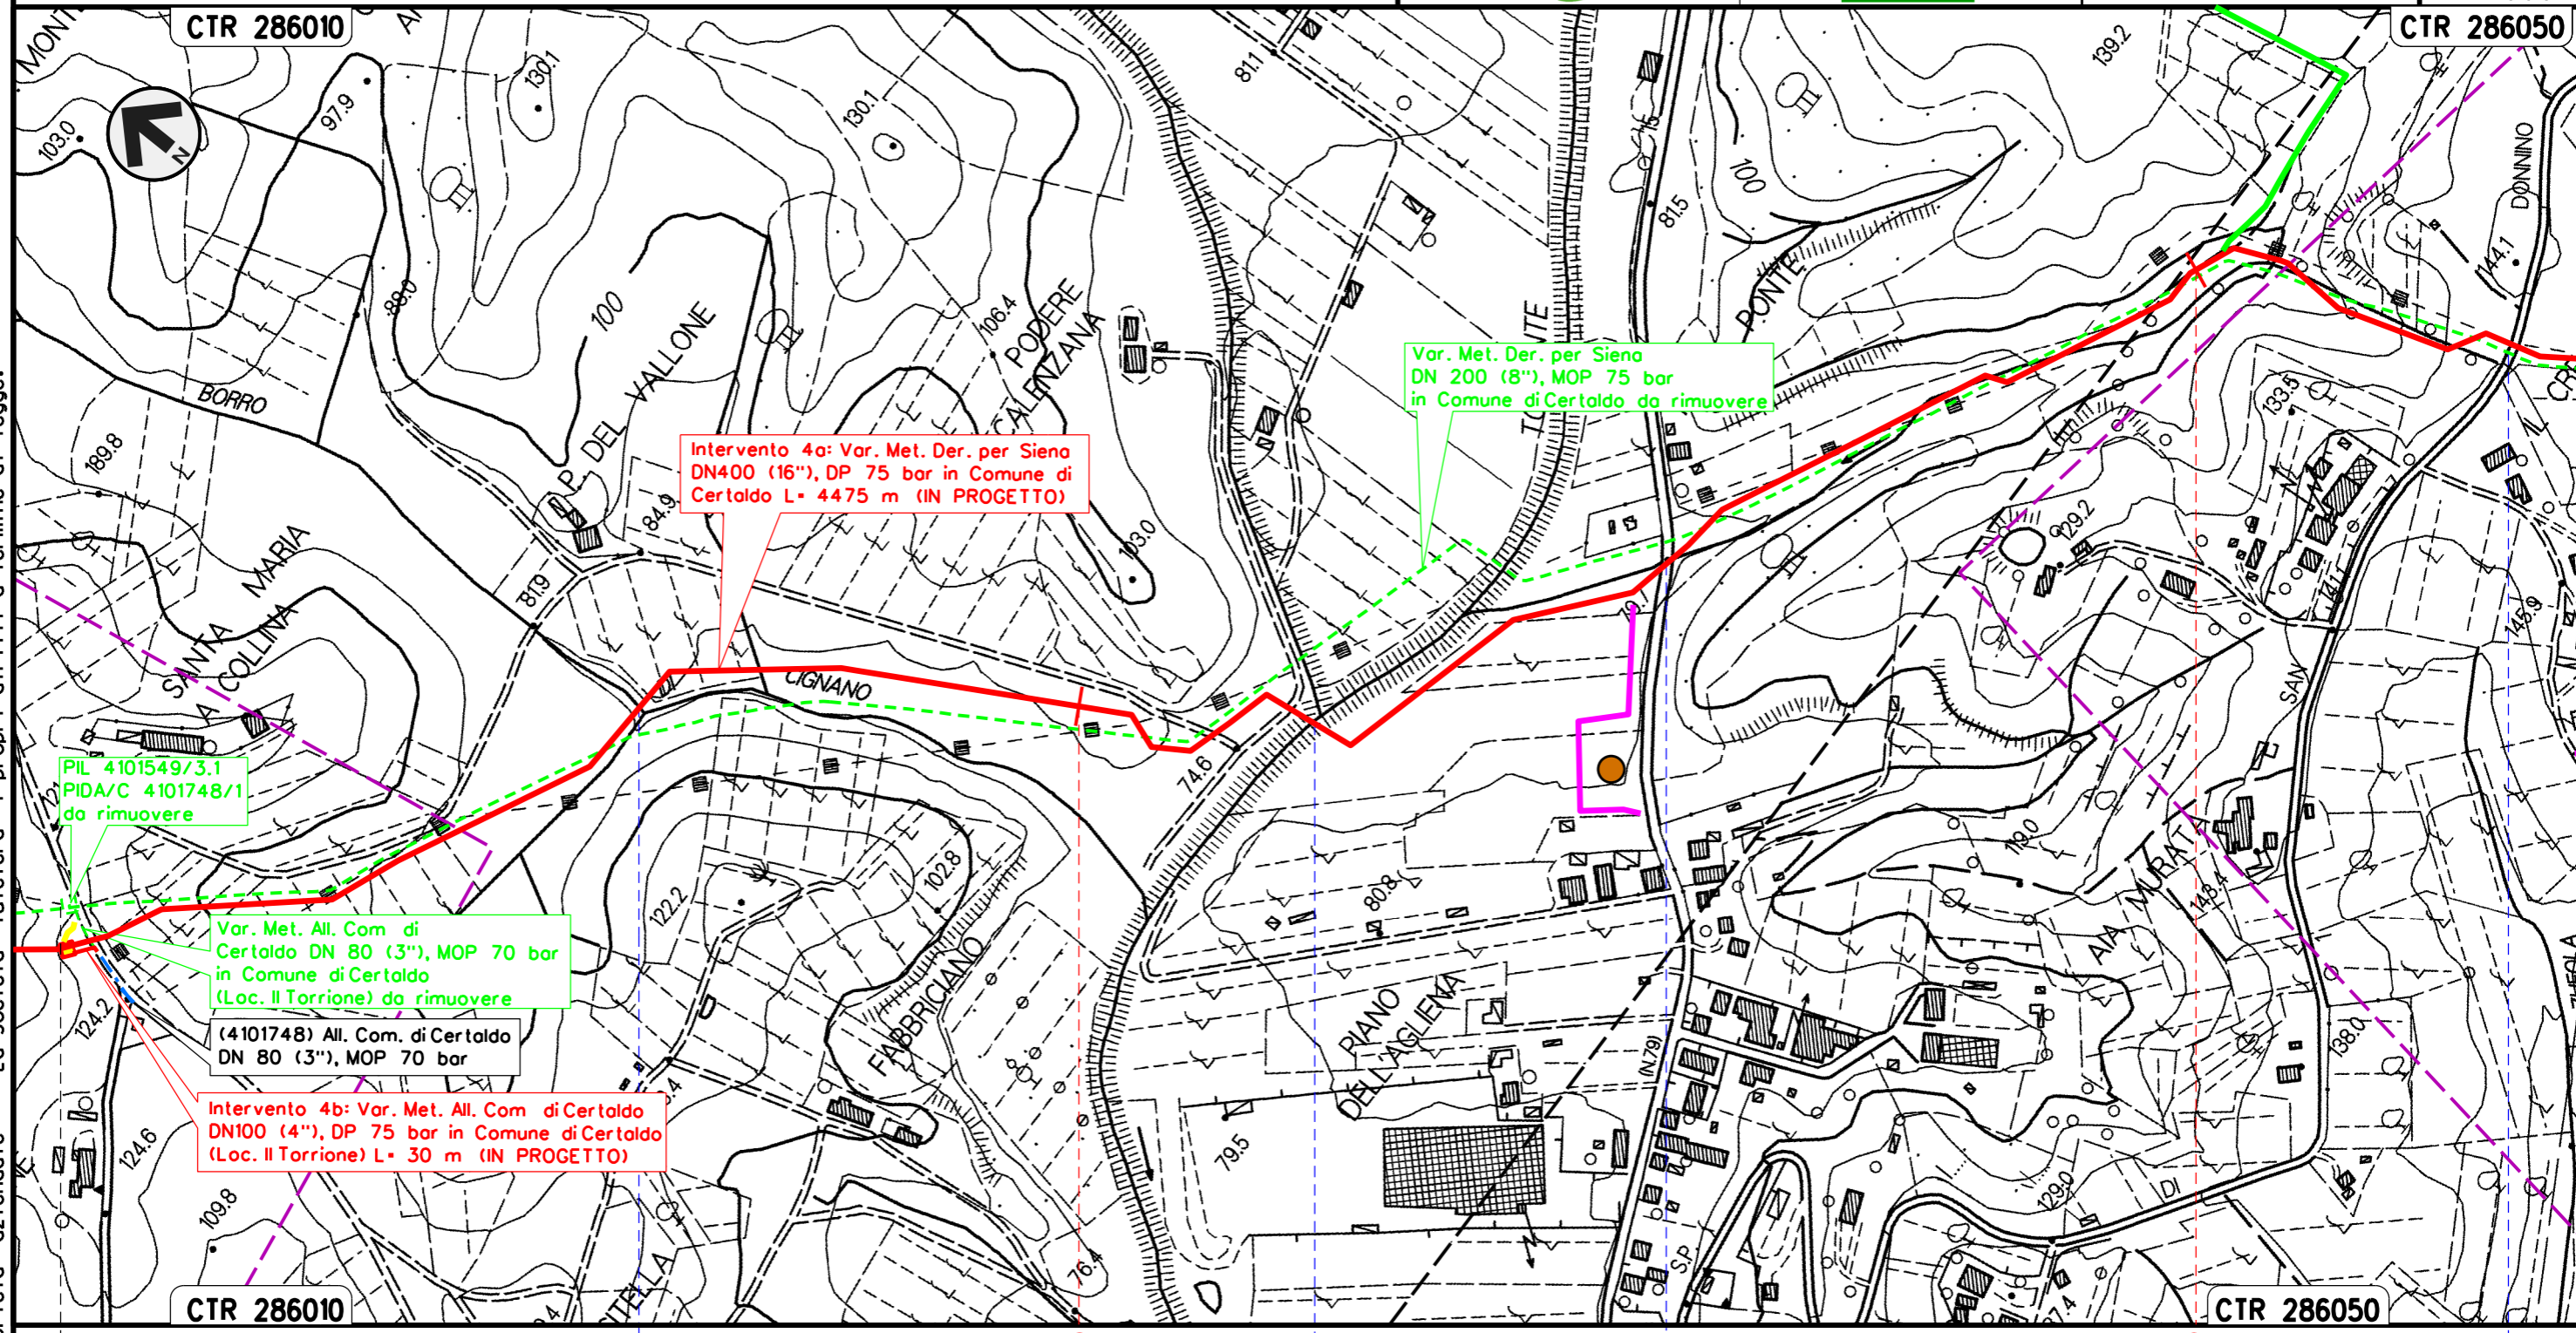 CTR 286010
CTR 286050
139.2
130.1
81.1
97.9
103.0
130.1
N
100
81.5
DONNINO
144.1
88.0
100
PONTE
106.4
PODERE
CALENZANA
P. DEL VALLONE
Var. Met. Der. per Siena
DN 200 (8"), MOP 75 bar
in Comune di Certaldo da rimuovere
BORRO
133.5
189.8
Intervento 4a: Var. Met. Der. per Siena
DN400 (16"), DP 75 bar in Comune di
Certaldo L= 4475 m (IN PROGETTO)
84.9
103.0
129.2
81.9
SANTA MARIA
A COLLINA
145.9
CIGNANO
SAN
PIL 4101549/3.1
PIDA/C 4101748/1
da rimuovere
74.6
119.0
102.8
122.2
80.8
AIA MURATA
143.4
Var. Met. All. Com di
Certaldo DN 80 (3"), MOP 70 bar
in Comune di Certaldo
(Loc. Il Torrione) da rimuovere
FABBRICIANO
PIANO
DELL'AGLIENA
124.2
(4101748) All. Com. di Certaldo
DN 80 (3"), MOP 70 bar
138.0
(N.79)
Intervento 4b: Var. Met. All. Com di Certaldo
DN100 (4"), DP 75 bar in Comune di Certaldo
(Loc. Il Torrione) L= 30 m (IN PROGETTO)
124.6
79.5
109.8
129.0
DI
S.P.
76.4
CTR 286010
CTR 286050